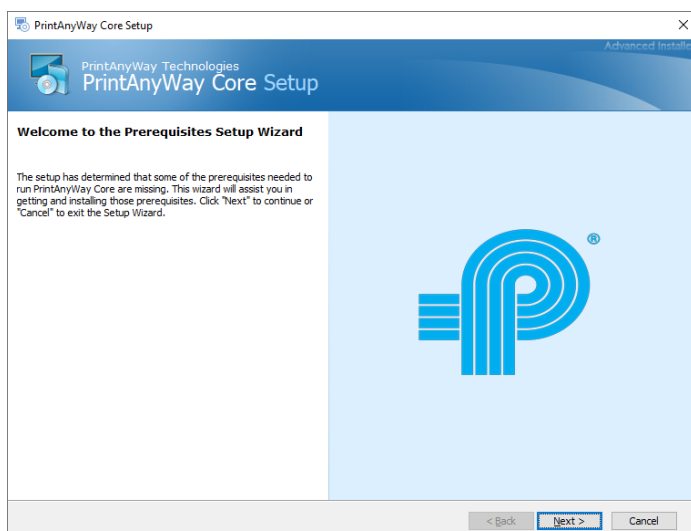 PrintAnyWay Core Setup
Advanced Installe
PrintAnyWay Technologies
PrintAnyWay Core Setup
Welcome to the Prerequisites Setup Wizard
The setup has determined that some of the prerequisites needed to
run PrintAnyWay Core are missing. This wizard will assist you in
getting and installing those prerequisites. Click "Next" to continue or
"Cancel" to exit the Setup Wizard.
®
< Back Next > Cancel